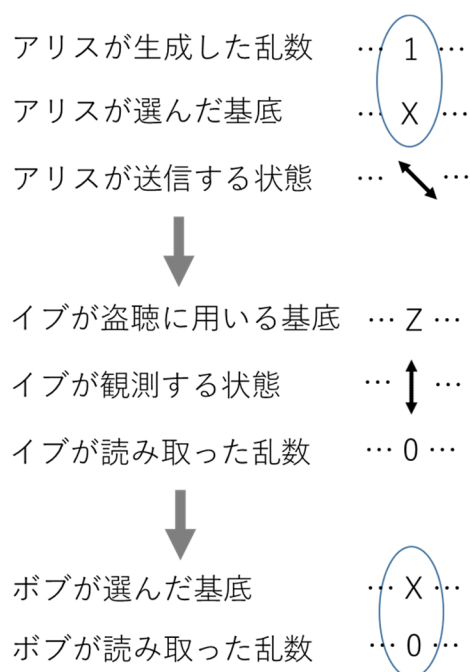 アリスが生成した乱数 … 1 …
アリスが選んだ基底 … X …
アリスが送信する状態 … …
イブが盗聴に用いる基底 … Z …
イブが観測する状態 … …
イブが読み取った乱数 … 0 …
ボブが選んだ基底 … X …
ボブが読み取った乱数 … 0 …